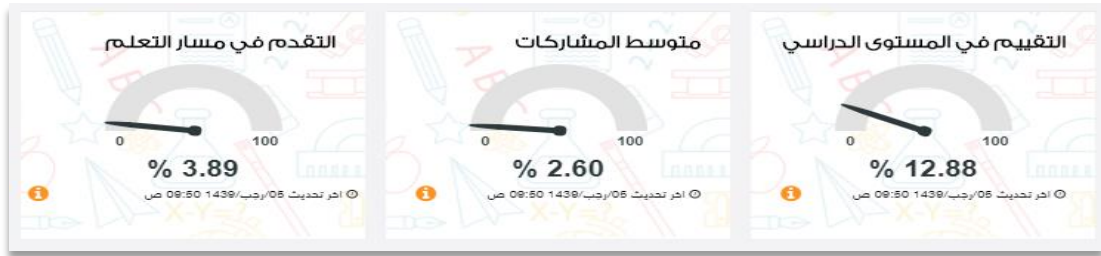 التقييم في المستوى الدراسي
0 100
% 12.88
اخر تحديث 05/رجب/1439 09:50 ص
متوسط المشاركات
0 100
% 2.60
اخر تحديث 05/رجب/1439 09:50 ص
التقدم في مسار التعلم
0 100
% 3.89
اخر تحديث 05/رجب/1439 09:50 ص